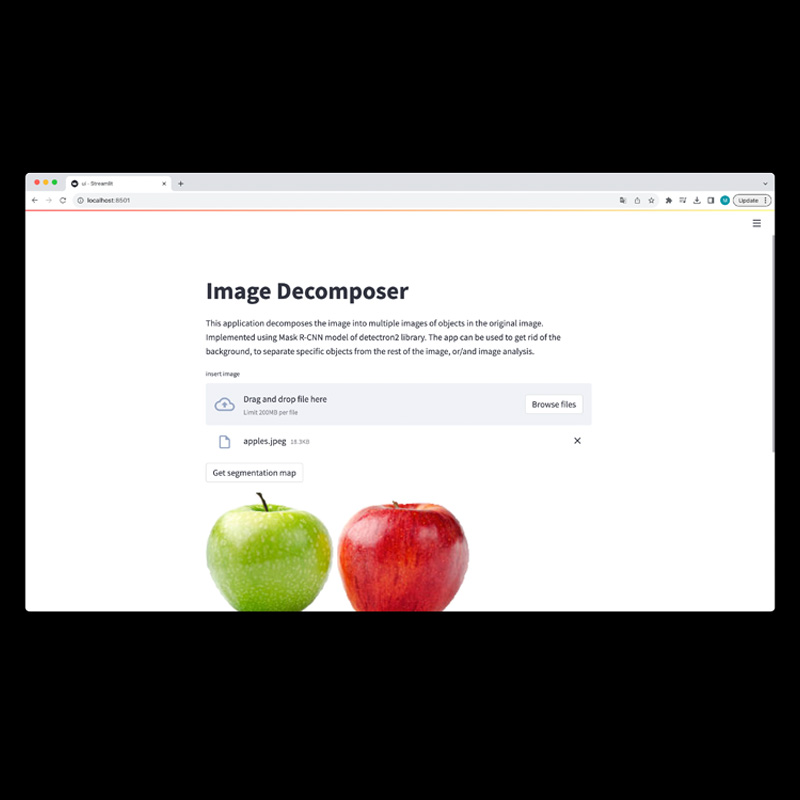 ui · Streamlit
localhost:8501
M
Update
Image Decomposer
This application decomposes the image into multiple images of objects in the original image.
Implemented using Mask R-CNN model of detectron2 library. The app can be used to get rid of the
background, to separate specific objects from the rest of the image, or/and image analysis.
insert image
Drag and drop file here
Limit 200MB per file
Browse files
apples.jpeg 18.3KB
Get segmentation map